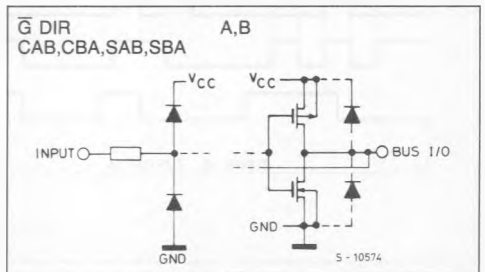 G̅ DIR A,B
CAB,CBA,SAB,SBA
VCC VCC
INPUT BUS I/O
GND
GND S-10574